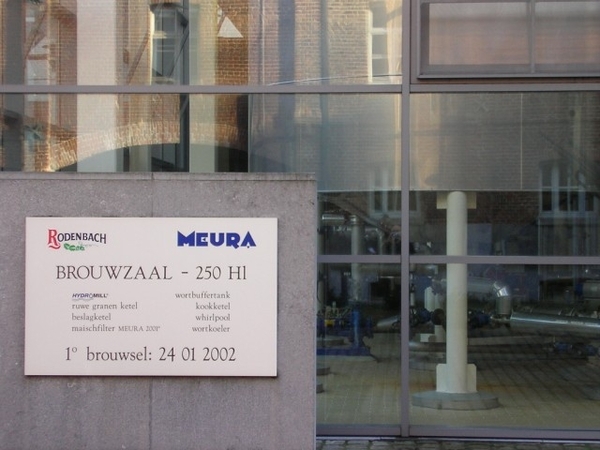 RODENBACH MEURA
BROUWZAAL - 250 Hl
HYDROMILL wortbuffertank
ruwe granen ketel kookketel
beslagketel whirlpool
maischfilter MEURA 2001 wortkoeler
1º brouwsel: 24 01 2002